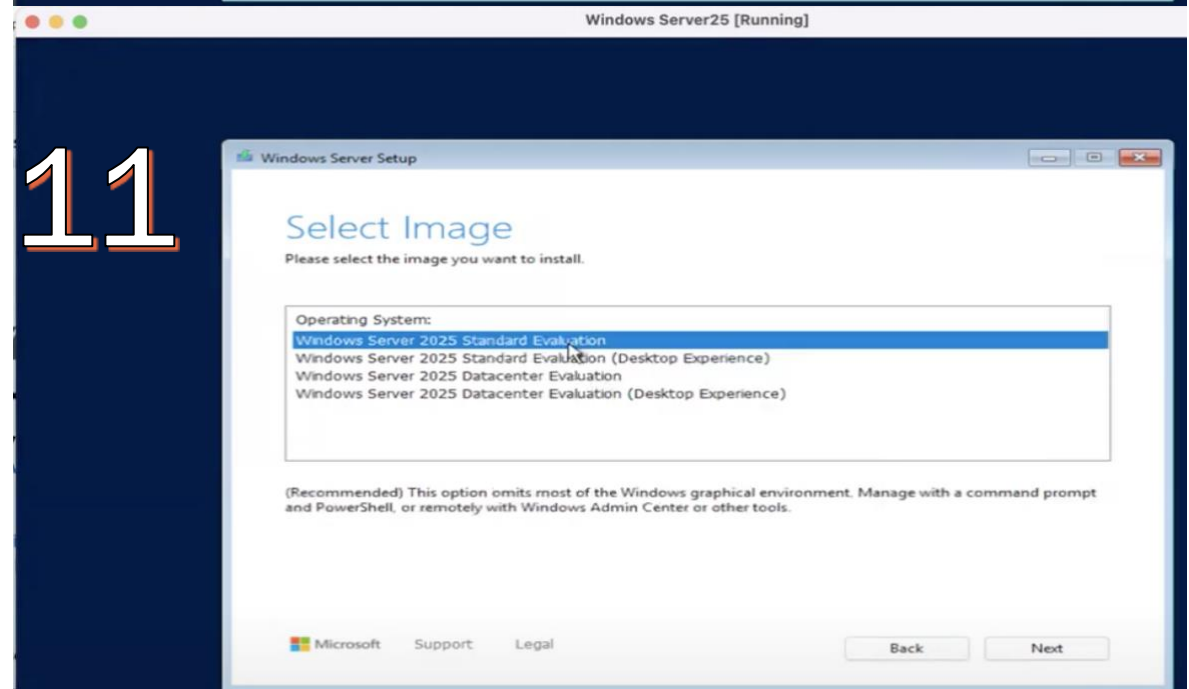 Windows Server25 [Running]
11
Windows Server Setup
Select Image
Please select the image you want to install.
Operating System:
Windows Server 2025 Standard Evaluation
Windows Server 2025 Standard Evaluation (Desktop Experience)
Windows Server 2025 Datacenter Evaluation
Windows Server 2025 Datacenter Evaluation (Desktop Experience)
(Recommended) This option omits most of the Windows graphical environment. Manage with a command prompt
and PowerShell, or remotely with Windows Admin Center or other tools.
Microsoft Support Legal Back Next